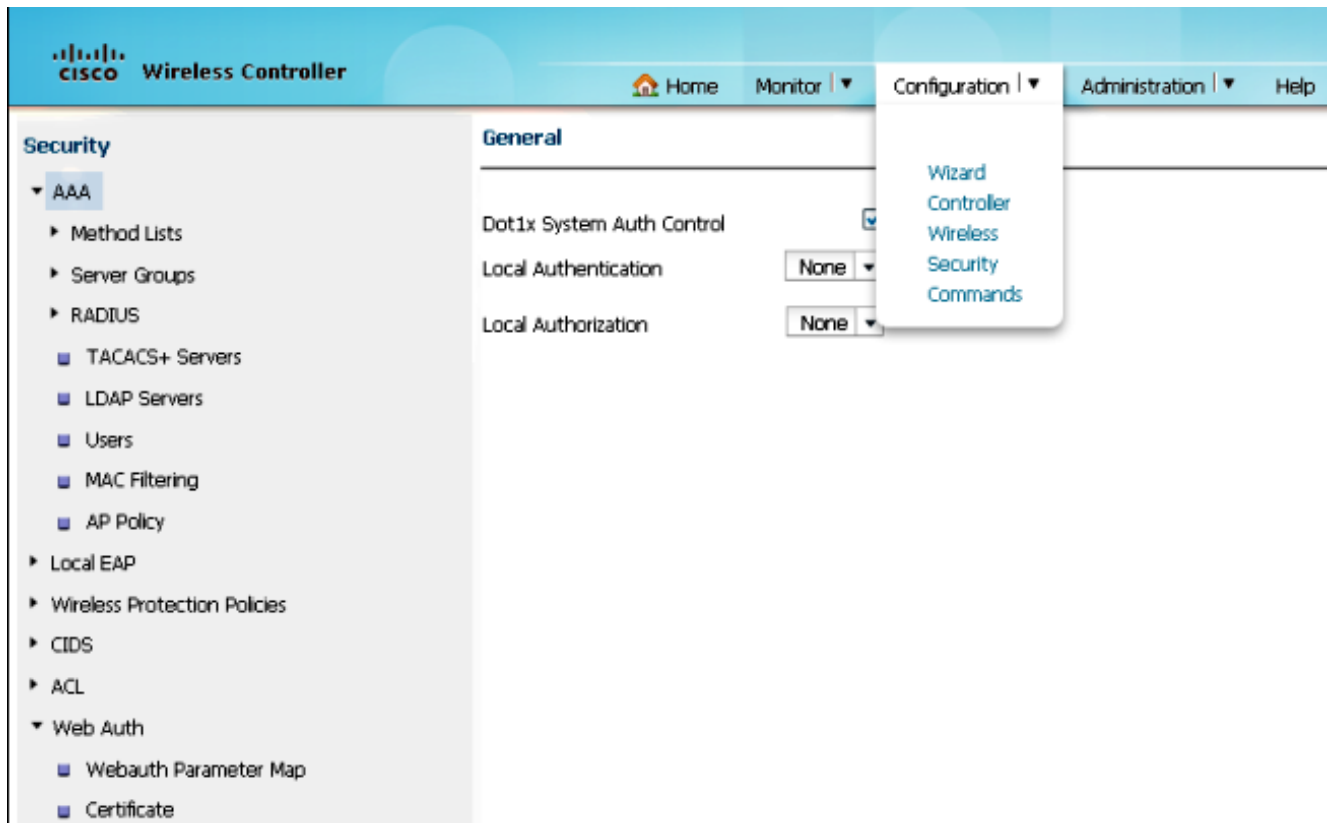 CISCO Wireless Controller
Home Monitor Configuration Administration Help
Security
AAA
Method Lists
Server Groups
RADIUS
TACACS+ Servers
LDAP Servers
Users
MAC Filtering
AP Policy
Local EAP
Wireless Protection Policies
CIDS
ACL
Web Auth
Webauth Parameter Map
Certificate
General
Dot1x System Auth Control
Local Authentication None
Local Authorization None
Wizard
Controller
Wireless
Security
Commands